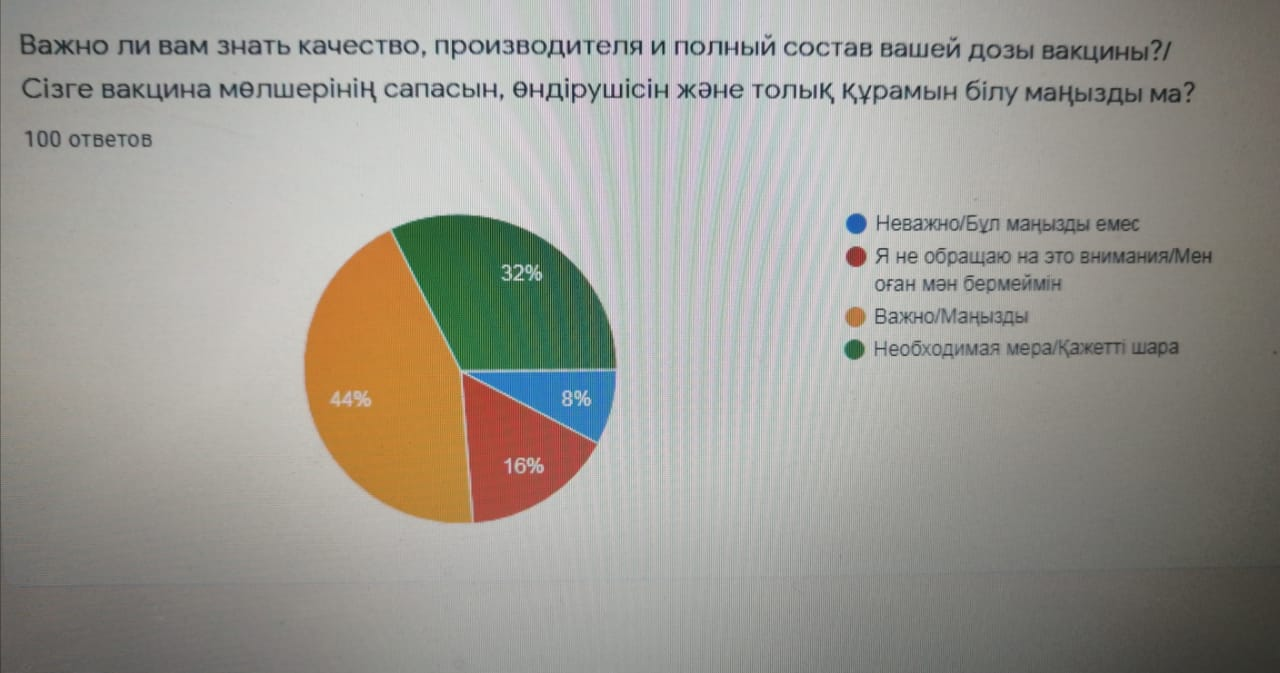 Важно ли вам знать качество, производителя и полный состав вашей дозы вакцины?/
Сізге вакцина мөлшерінің сапасын, өндірушісін және толық құрамын білу маңызды ма?
100 ответов
32%
44%
8%
16%
Неважно/Бұл маңызды емес
Я не обращаю на это внимания/Мен
оған мән бермеймін
Важно/Маңызды
Необходимая мера/Қажетті шара